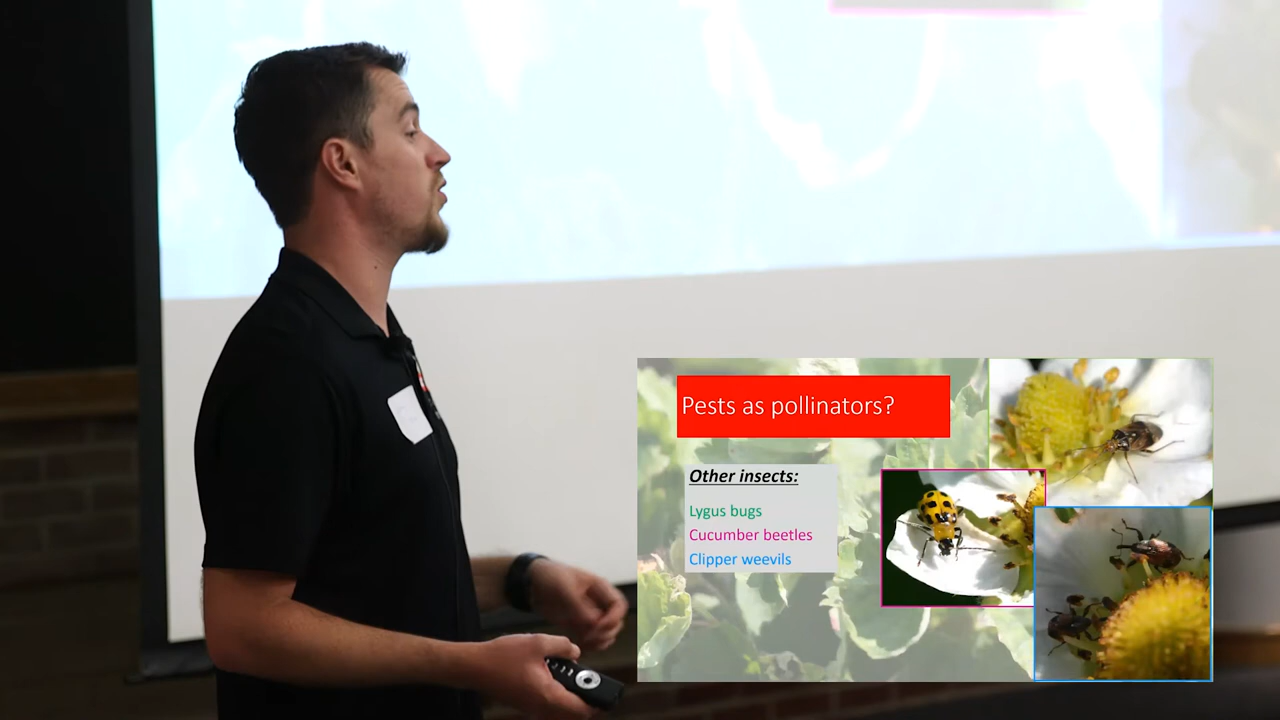 Pests as pollinators?
Other insects:
Lygus bugs
Cucumber beetles
Clipper weevils